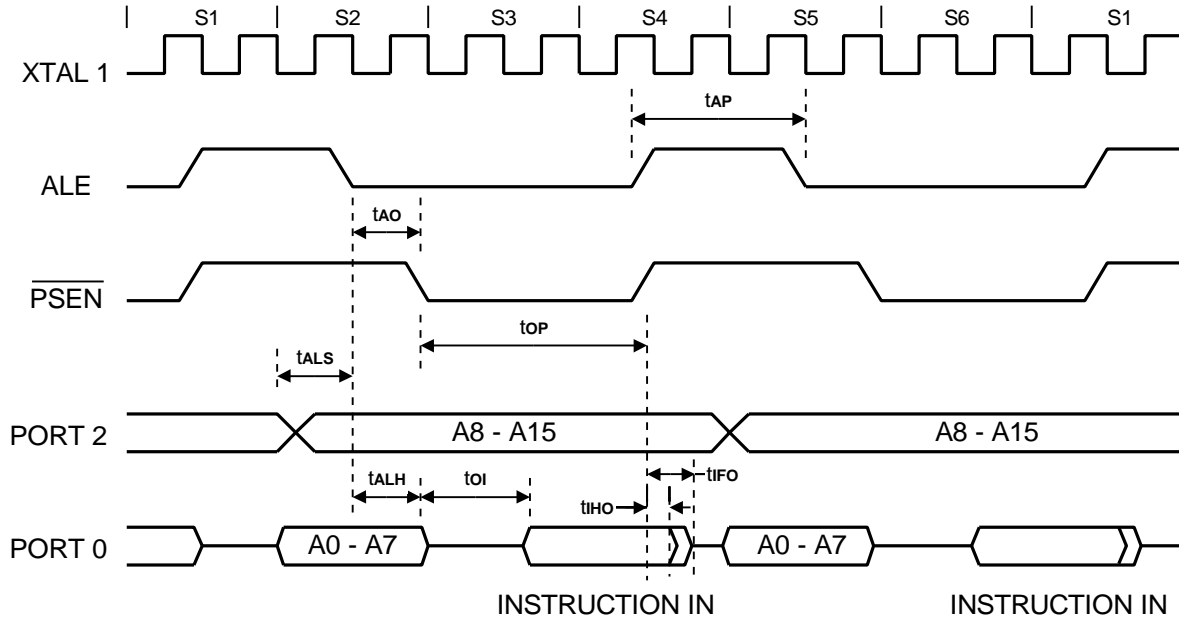 S1 S2 S3 S4 S5 S6 S1
XTAL 1
tAP
ALE
tAO
PSEN
tOP
tALS
PORT 2 A8 - A15 A8 - A15
tALH tOI tIFO
tIHO
PORT 0 A0 - A7 A0 - A7
INSTRUCTION IN INSTRUCTION IN